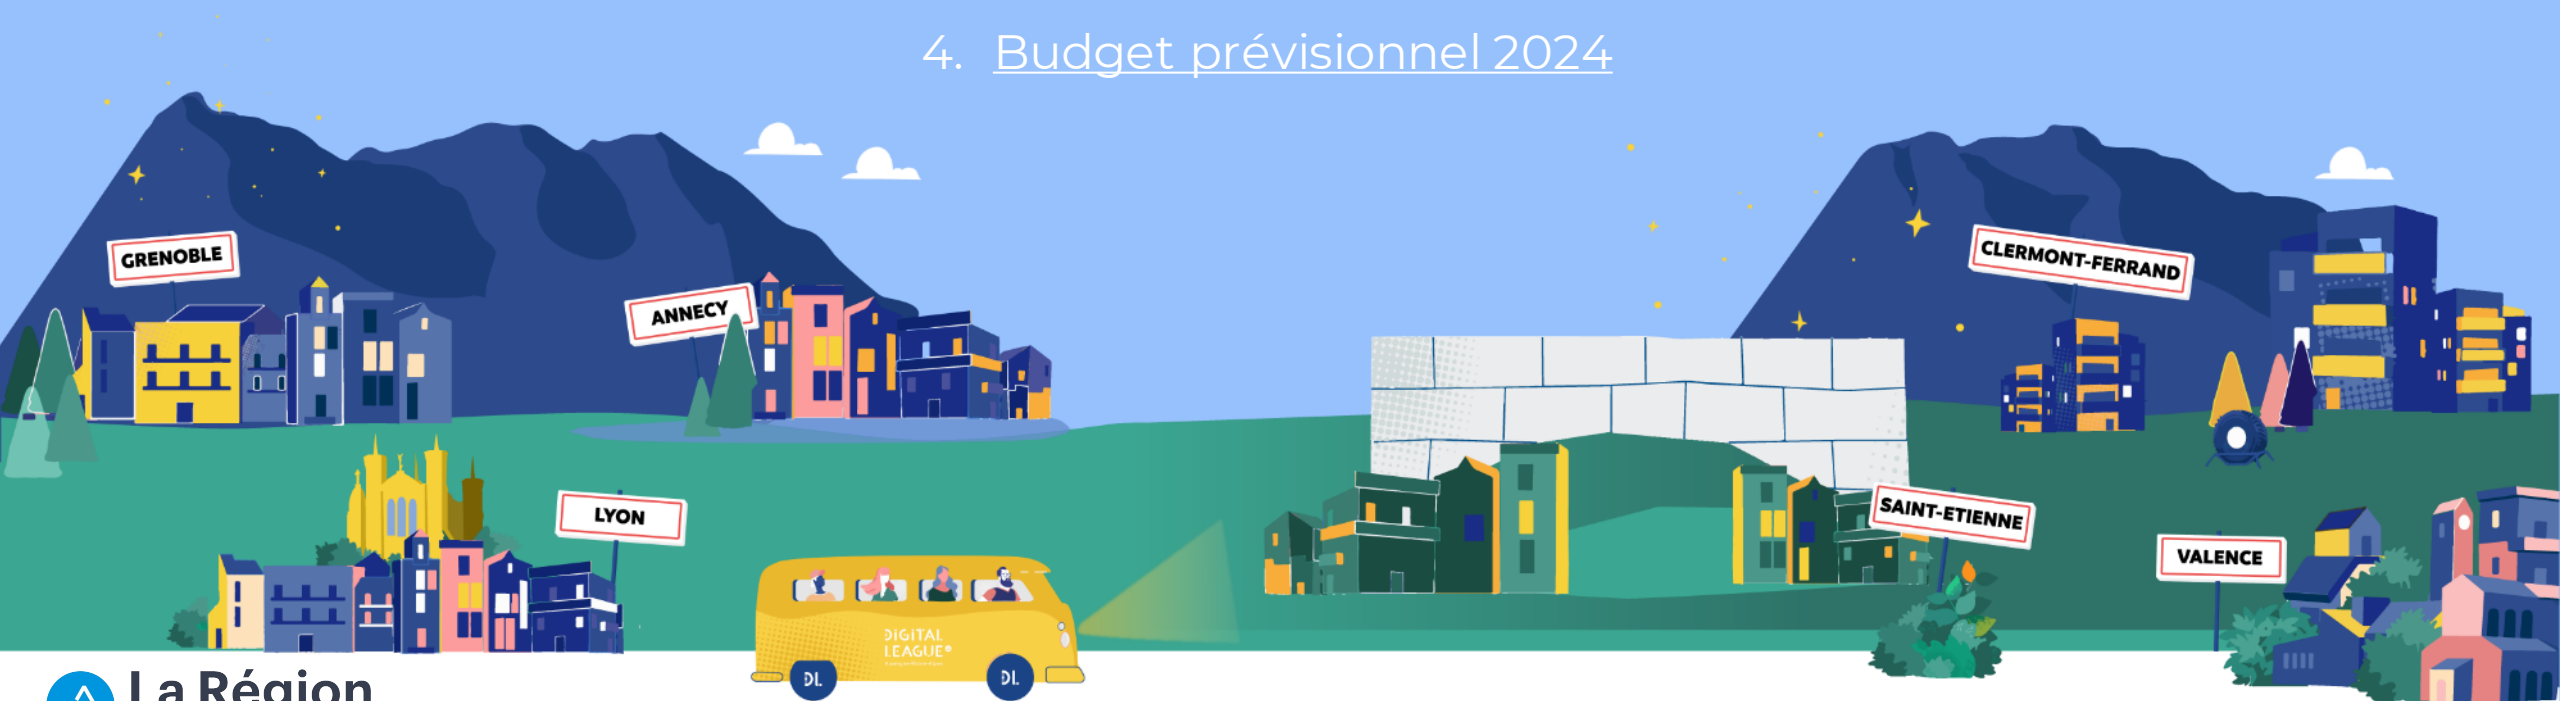 4. Budget prévisionnel 2024
GRENOBLE
ANNECY
CLERMONT-FERRAND
LYON
SAINT-ETIENNE
VALENCE
DIGITAL
LEAGUE
DL
DL
La Région